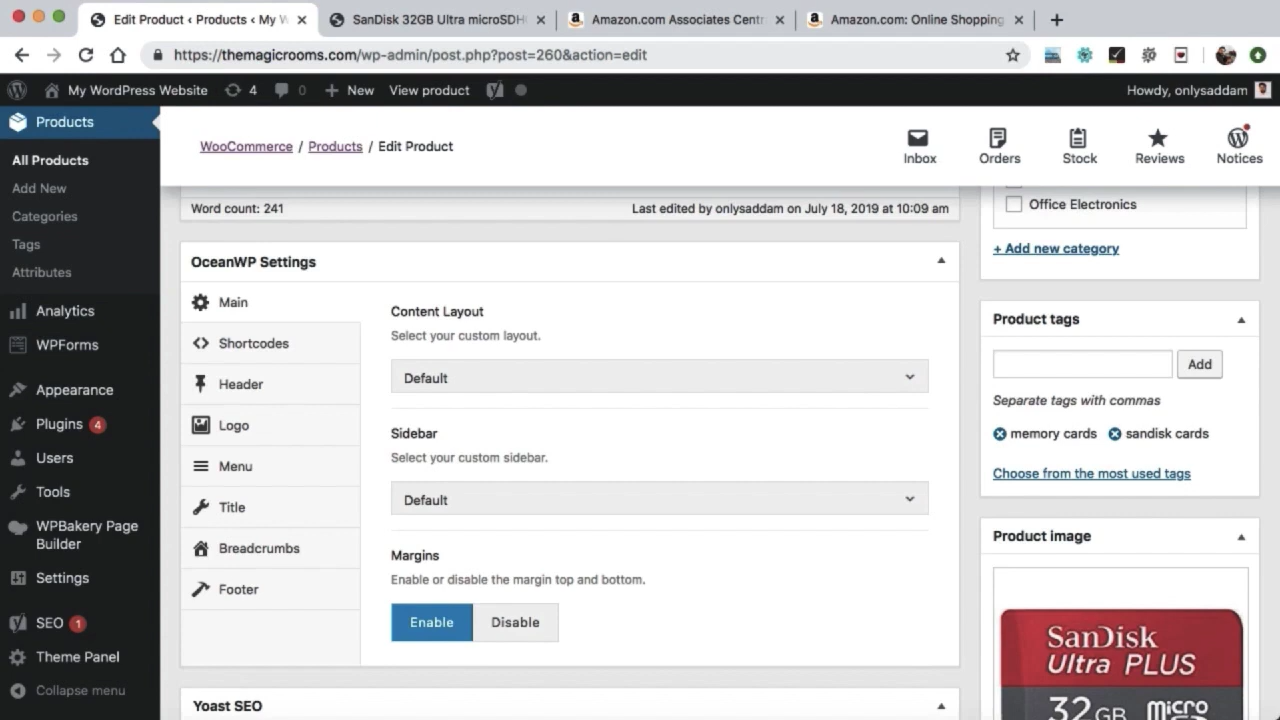 Edit Product ‹ Products ‹ My W
SanDisk 32GB Ultra microSDH
Amazon.com Associates Centr
Amazon.com: Online Shopping
https://themagicrooms.com/wp-admin/post.php?post=260&action=edit
My WordPress Website
4
0
New
View product
Howdy, onlysaddam
Products
All Products
Add New
Categories
Tags
Attributes
Analytics
WPForms
Appearance
Plugins 4
Users
Tools
WPBakery Page
Builder
Settings
SEO 1
Theme Panel
Collapse menu
WooCommerce / Products / Edit Product
Inbox
Orders
Stock
Reviews
Notices
Word count: 241
Last edited by onlysaddam on July 18, 2019 at 10:09 am
OceanWP Settings
Main
Shortcodes
Header
Logo
Menu
Title
Breadcrumbs
Footer
Content Layout
Select your custom layout.
Default
Sidebar
Select your custom sidebar.
Default
Margins
Enable or disable the margin top and bottom.
Enable
Disable
Yoast SEO
Office Electronics
+ Add new category
Product tags
Add
Separate tags with commas
memory cards
sandisk cards
Choose from the most used tags
Product image
SanDisk
Ultra PLUS
32GB micro